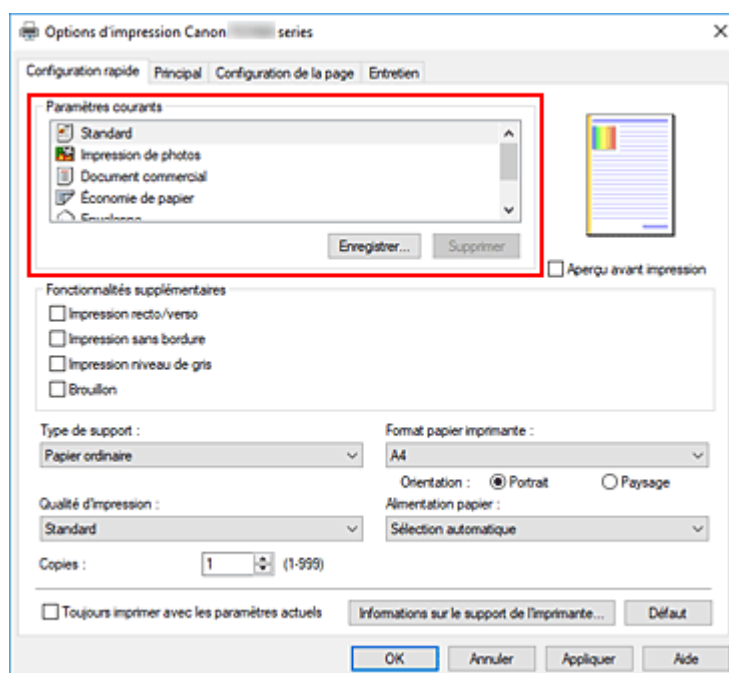 Options d'impression Canon series
Configuration rapide Principal Configuration de la page Entretien
Paramètres courants
Standard
Impression de photos
Document commercial
Économie de papier
Enregistrer... Supprimer
Aperçu avant impression
Fonctionnalités supplémentaires
Impression recto/verso
Impression sans bordure
Impression niveau de gris
Brouillon
Type de support : Format papier imprimante :
Papier ordinaire A4
Orientation : Portrait Paysage
Qualité d'impression : Alimentation papier :
Standard Sélection automatique
Copies : 1 (1-999)
Toujours imprimer avec les paramètres actuels Informations sur le support de l'imprimante... Défaut
OK Annuler Appliquer Aide